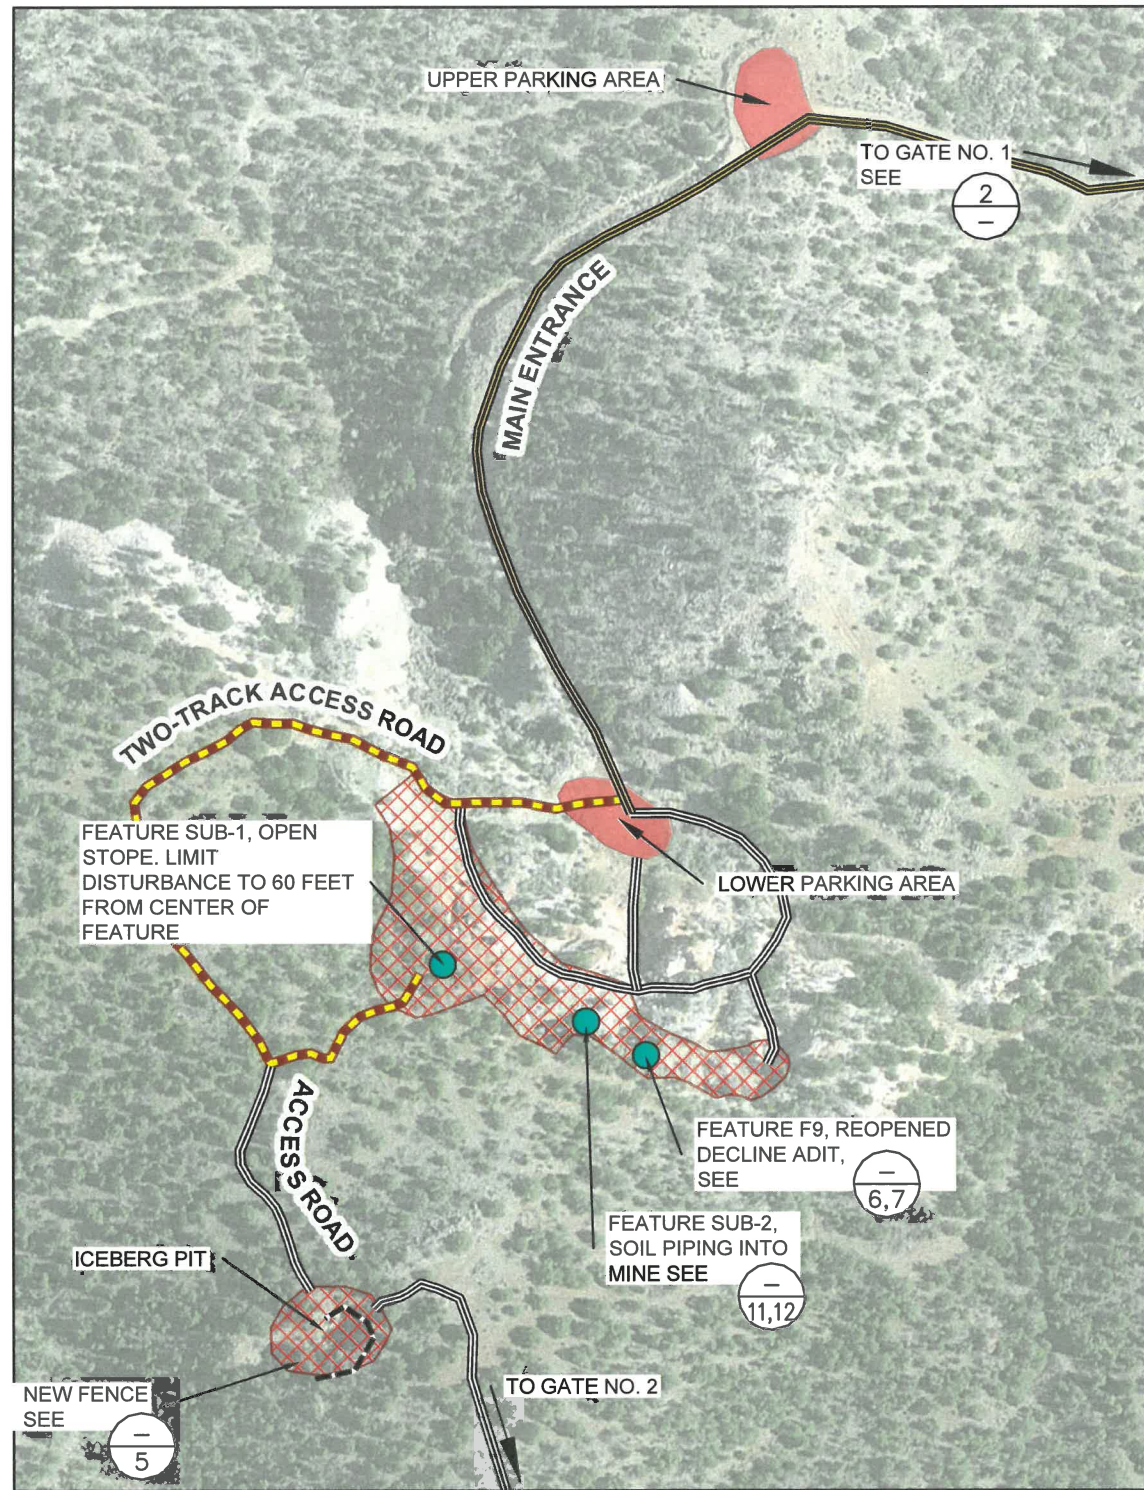 UPPER PARKING AREA
TO GATE NO. 1
SEE
2
–
MAIN ENTRANCE
TWO-TRACK ACCESS ROAD
FEATURE SUB-1, OPEN
STOPE. LIMIT
DISTURBANCE TO 60 FEET
FROM CENTER OF
FEATURE
LOWER PARKING AREA
ACCESS ROAD
FEATURE F9, REOPENED
DECLINE ADIT,
SEE
–
6,7
FEATURE SUB-2,
SOIL PIPING INTO
MINE SEE
–
11,12
ICEBERG PIT
NEW FENCE
SEE
–
5
TO GATE NO. 2